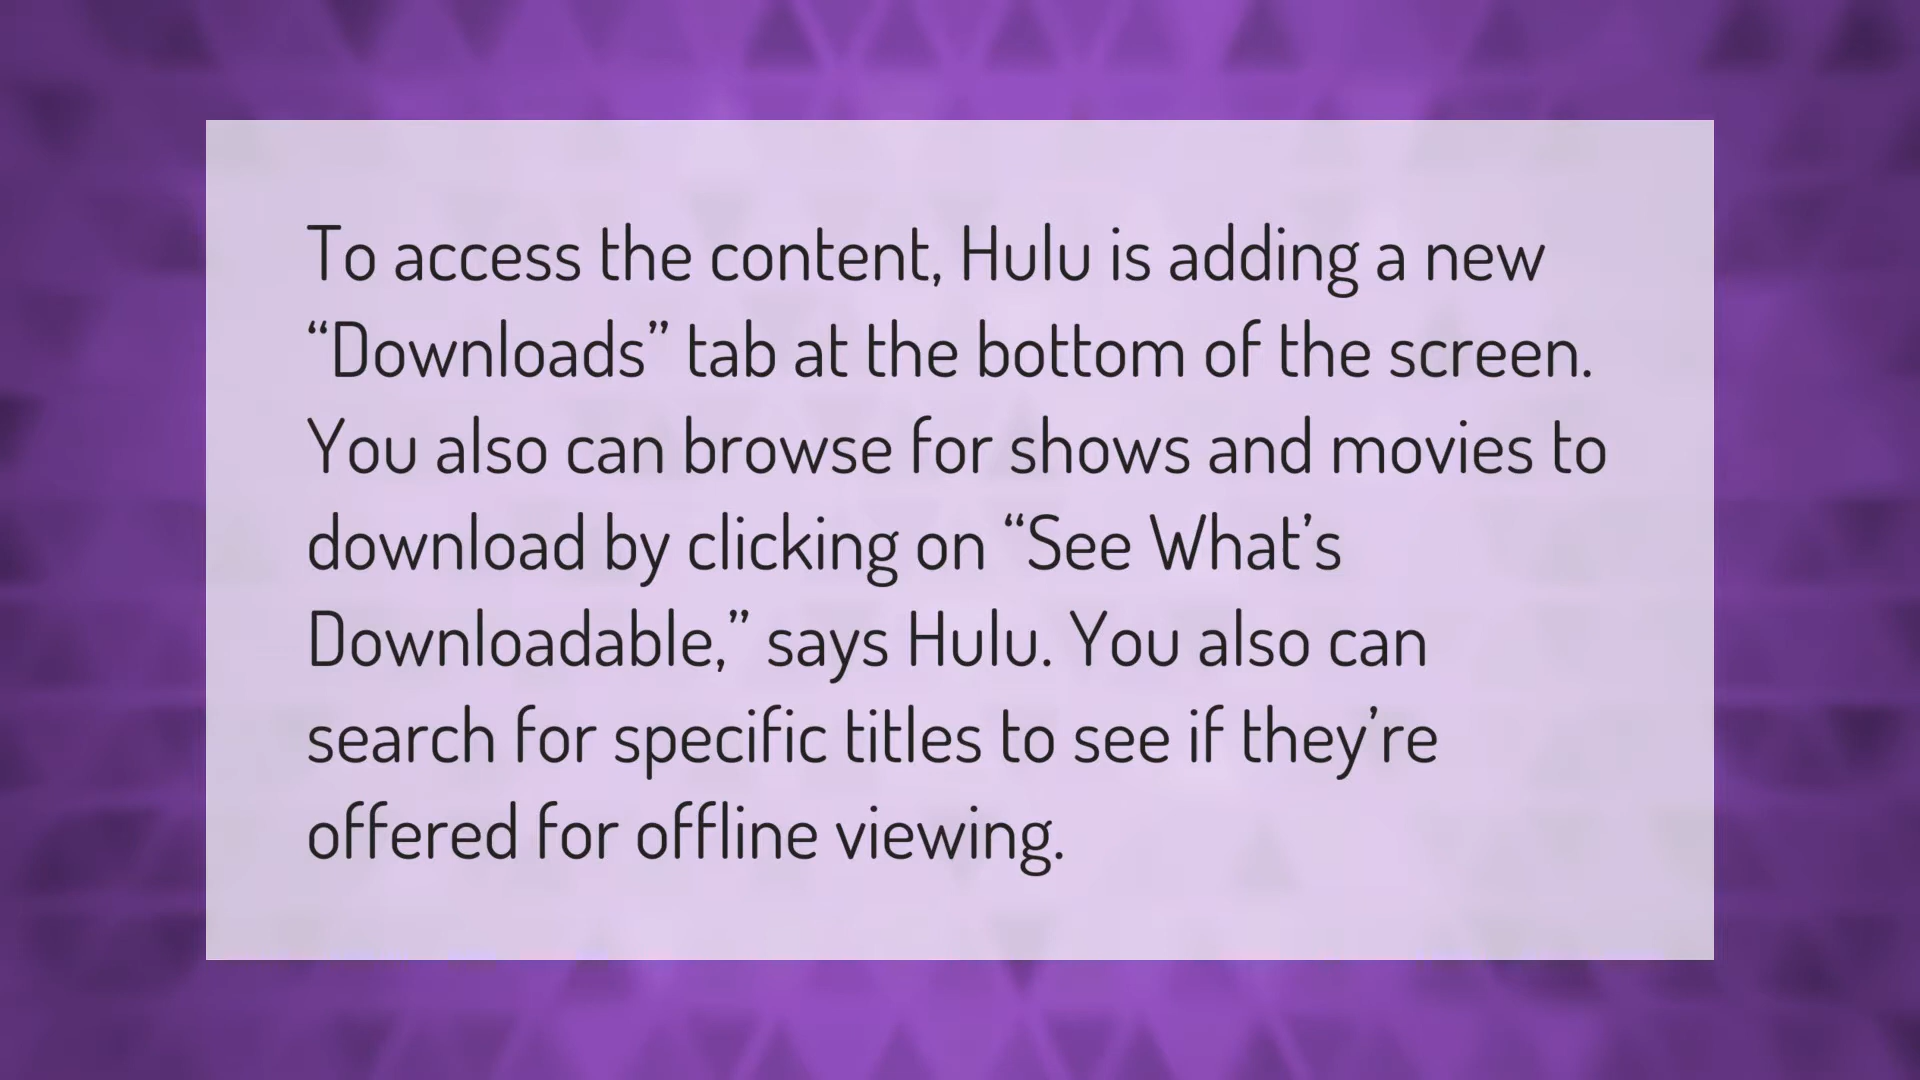 To access the content, Hulu is adding a new
“Downloads” tab at the bottom of the screen.
You also can browse for shows and movies to
download by clicking on “See What’s
Downloadable,” says Hulu. You also can
search for specific titles to see if they’re
offered for offline viewing.